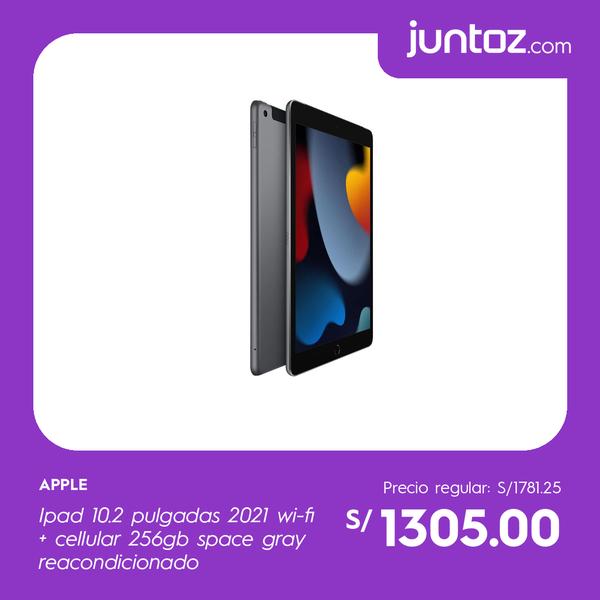 juntoz.com
APPLE
Ipad 10.2 pulgadas 2021 wi-fi
+ cellular 256gb space gray
reacondicionado
Precio regular: S/1781.25
S/1305.00